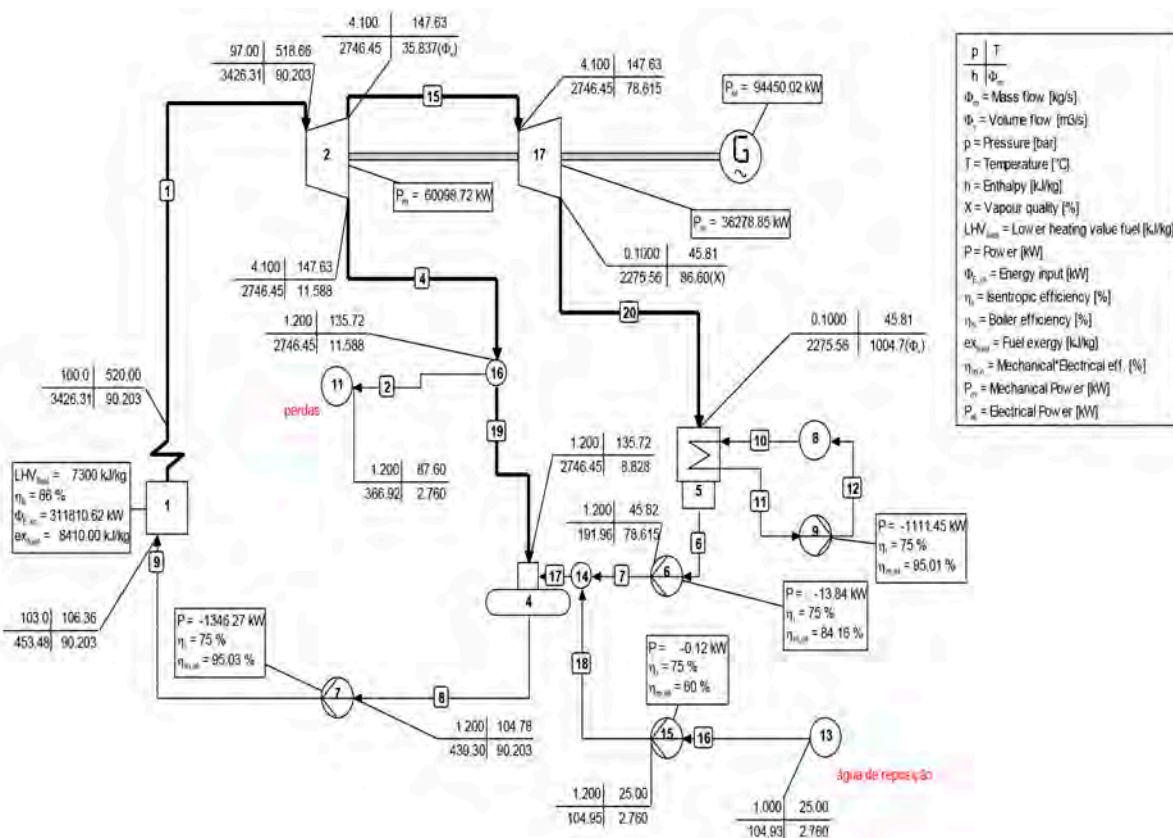 4.100 147.63
2746.45 35.837(Φᵥ)
97.00 518.66
3426.31 90.203
4.100 147.63
2746.45 78.615
Pel = 94450.02 kW
G
~
15
2
17
1
Pm = 60098.72 kW
Pm = 36278.85 kW
4.100 147.63
2746.45 11.588
4
0.1000 45.81
2275.56 86.60(X)
20
1.200 135.72
2746.45 11.588
0.1000 45.81
2275.56 1004.7(Φᵥ)
11
2
16
perdas
100.0 520.00
3426.31 90.203
19
10
8
1.200 87.60
366.92 2.760
1.200 135.72
2746.45 8.828
5
11
12
LHVfuel = 7300 kJ/kg
ηb = 86 %
ΦE,in = 311810.62 kW
exfuel = 8410.00 kJ/kg
1
1.200 45.82
191.96 78.615
6
9
P = -1111.45 kW
ηi = 75 %
ηm,el = 95.01 %
9
17
14
7
6
4
103.0 106.36
453.48 90.203
P = -1346.27 kW
ηi = 75 %
ηm,el = 95.03 %
P = -13.84 kW
ηi = 75 %
ηm,el = 84.16 %
18
P = -0.12 kW
ηi = 75 %
ηm,el = 60 %
7
8
1.200 104.78
439.30 90.203
15
16
13
água de reposição
1.200 25.00
104.95 2.760
1.000 25.00
104.93 2.760
p T
h Φm
Φm = Mass flow [kg/s]
Φᵥ = Volume flow [m3/s]
p = Pressure [bar]
T = Temperature [°C]
h = Enthalpy [kJ/kg]
X = Vapour quality [%]
LHVfuel = Lower heating value fuel [kJ/kg]
P = Power [kW]
ΦE,in = Energy input [kW]
ηi = Isentropic efficiency [%]
ηb = Boiler efficiency [%]
exfuel = Fuel exergy [kJ/kg]
ηm,e = Mechanical*Electrical eff. [%]
Pm = Mechanical Power [kW]
Pel = Electrical Power [kW]